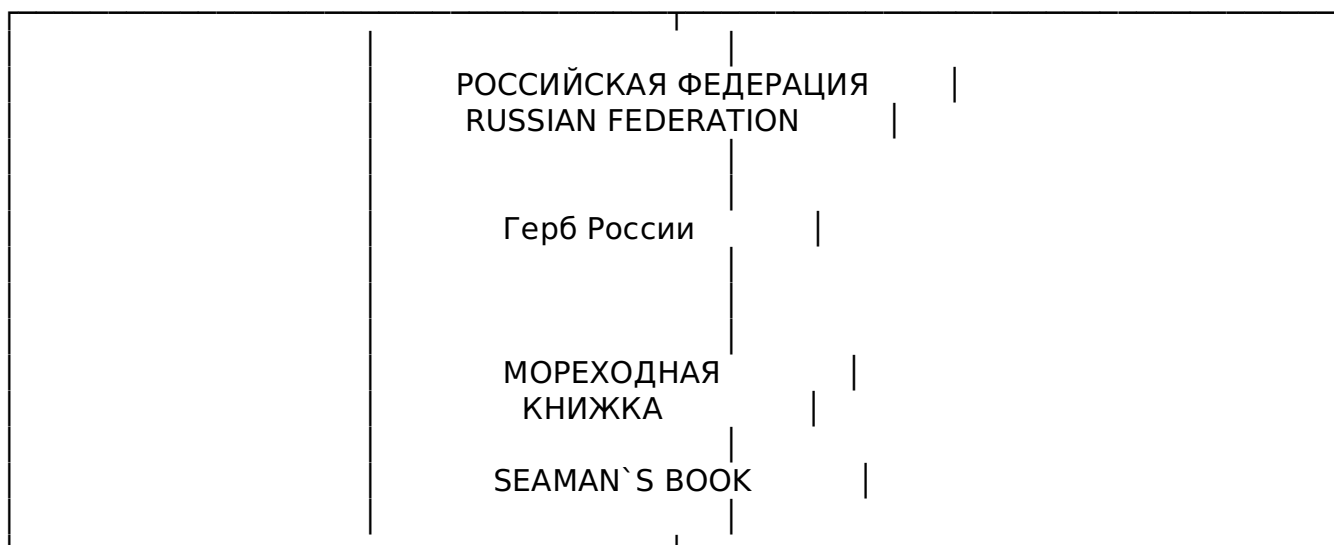 РОССИЙСКАЯ ФЕДЕРАЦИЯ
RUSSIAN FEDERATION
Герб России
МОРЕХОДНАЯ
КНИЖКА
SEAMAN`S BOOK